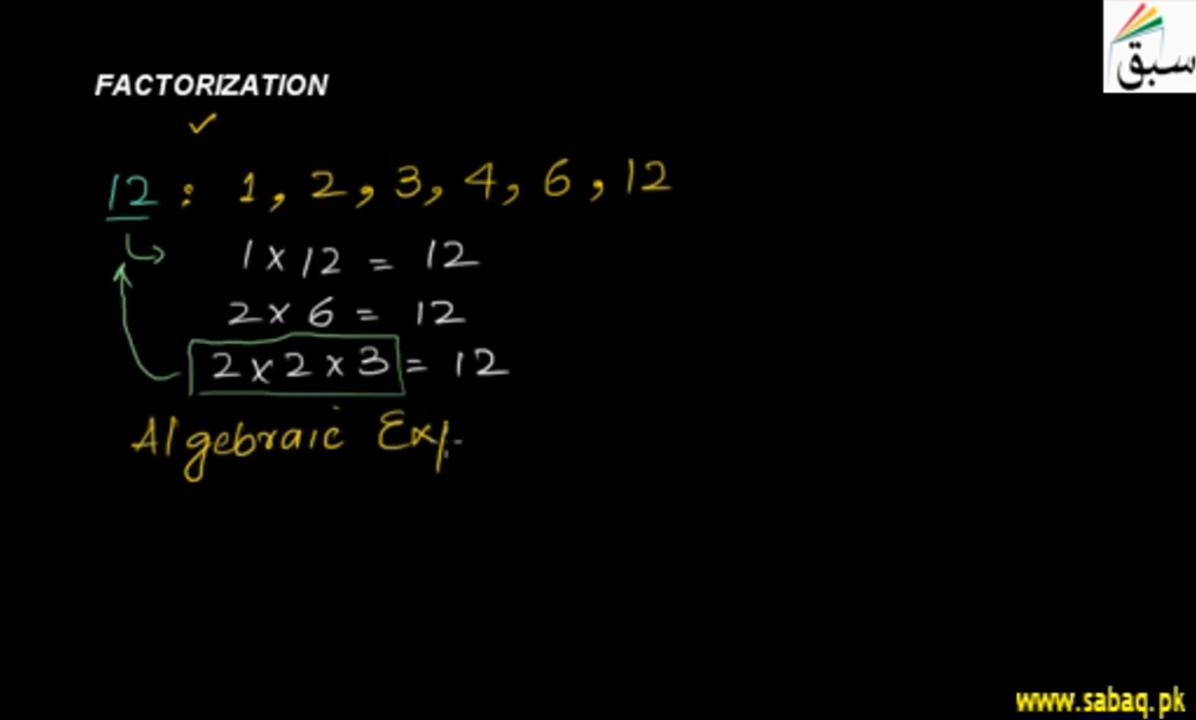 سبق
FACTORIZATION
12 : 1, 2, 3, 4, 6, 12
1 × 12 = 12
2 × 6 = 12
2 × 2 × 3 = 12
Algebraic Exp
www.sabaq.pk